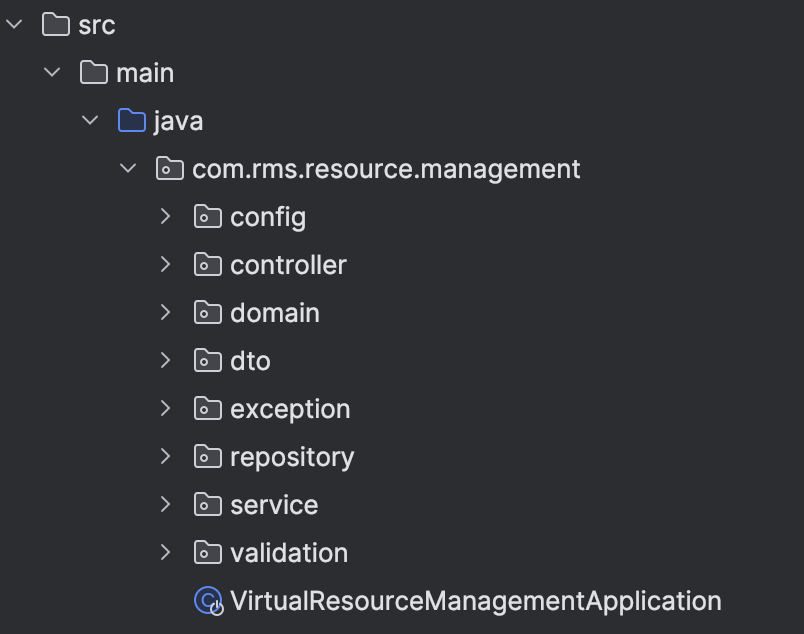 src
main
java
com.rms.resource.management
config
controller
domain
dto
exception
repository
service
validation
VirtualResourceManagementApplication